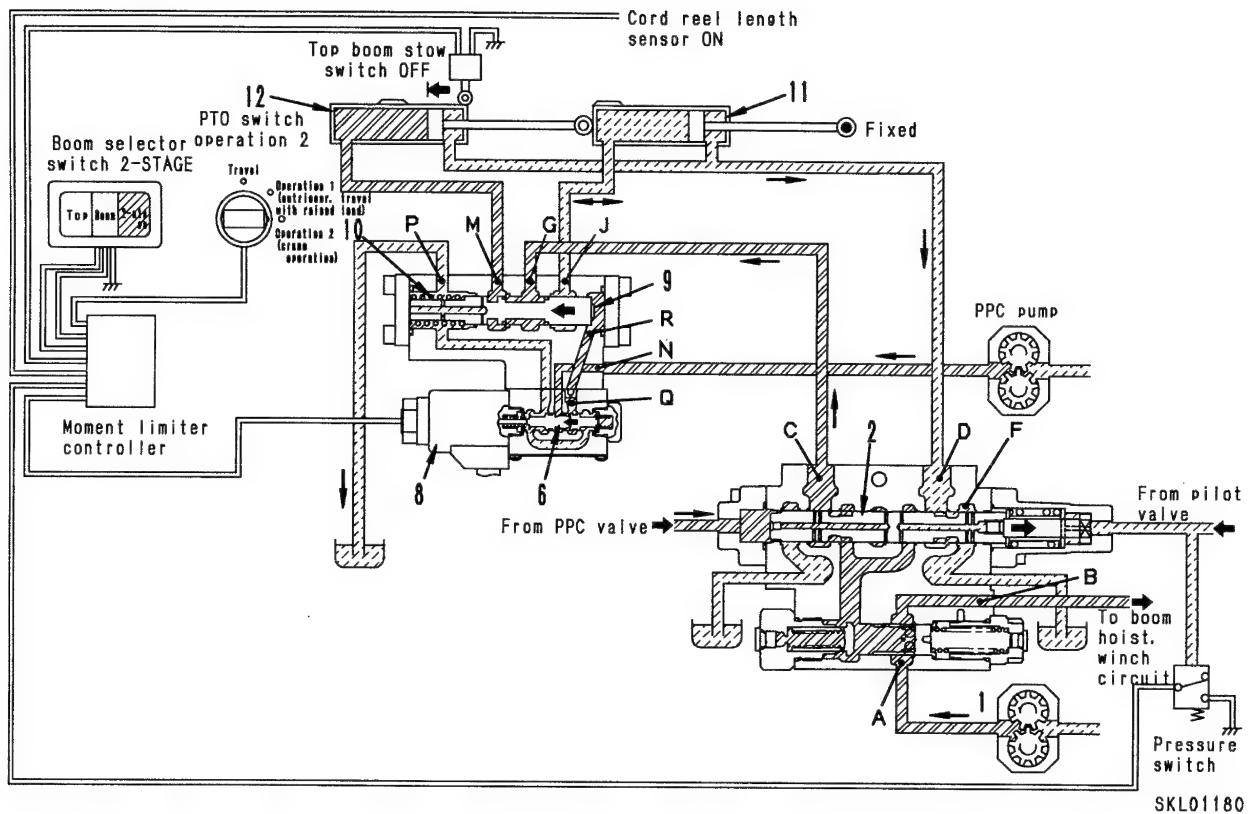 Cord reel length
sensor ON
Top boom stow
switch OFF
12
11
PTO switch
operation 2
Fixed
Boom selector
switch 2-STAGE
Travel
Operation 1
with raised load)
Operation 2
(crane
operation)
Top
Boom
10
P
M
G
J
9
R
N
Q
PPC pump
Moment limiter
controller
8
6
C
2
D
F
From PPC valve
From pilot
valve
B
To boom
hoist.
winch
circuit
A
1
Pressure
switch
SKL01180